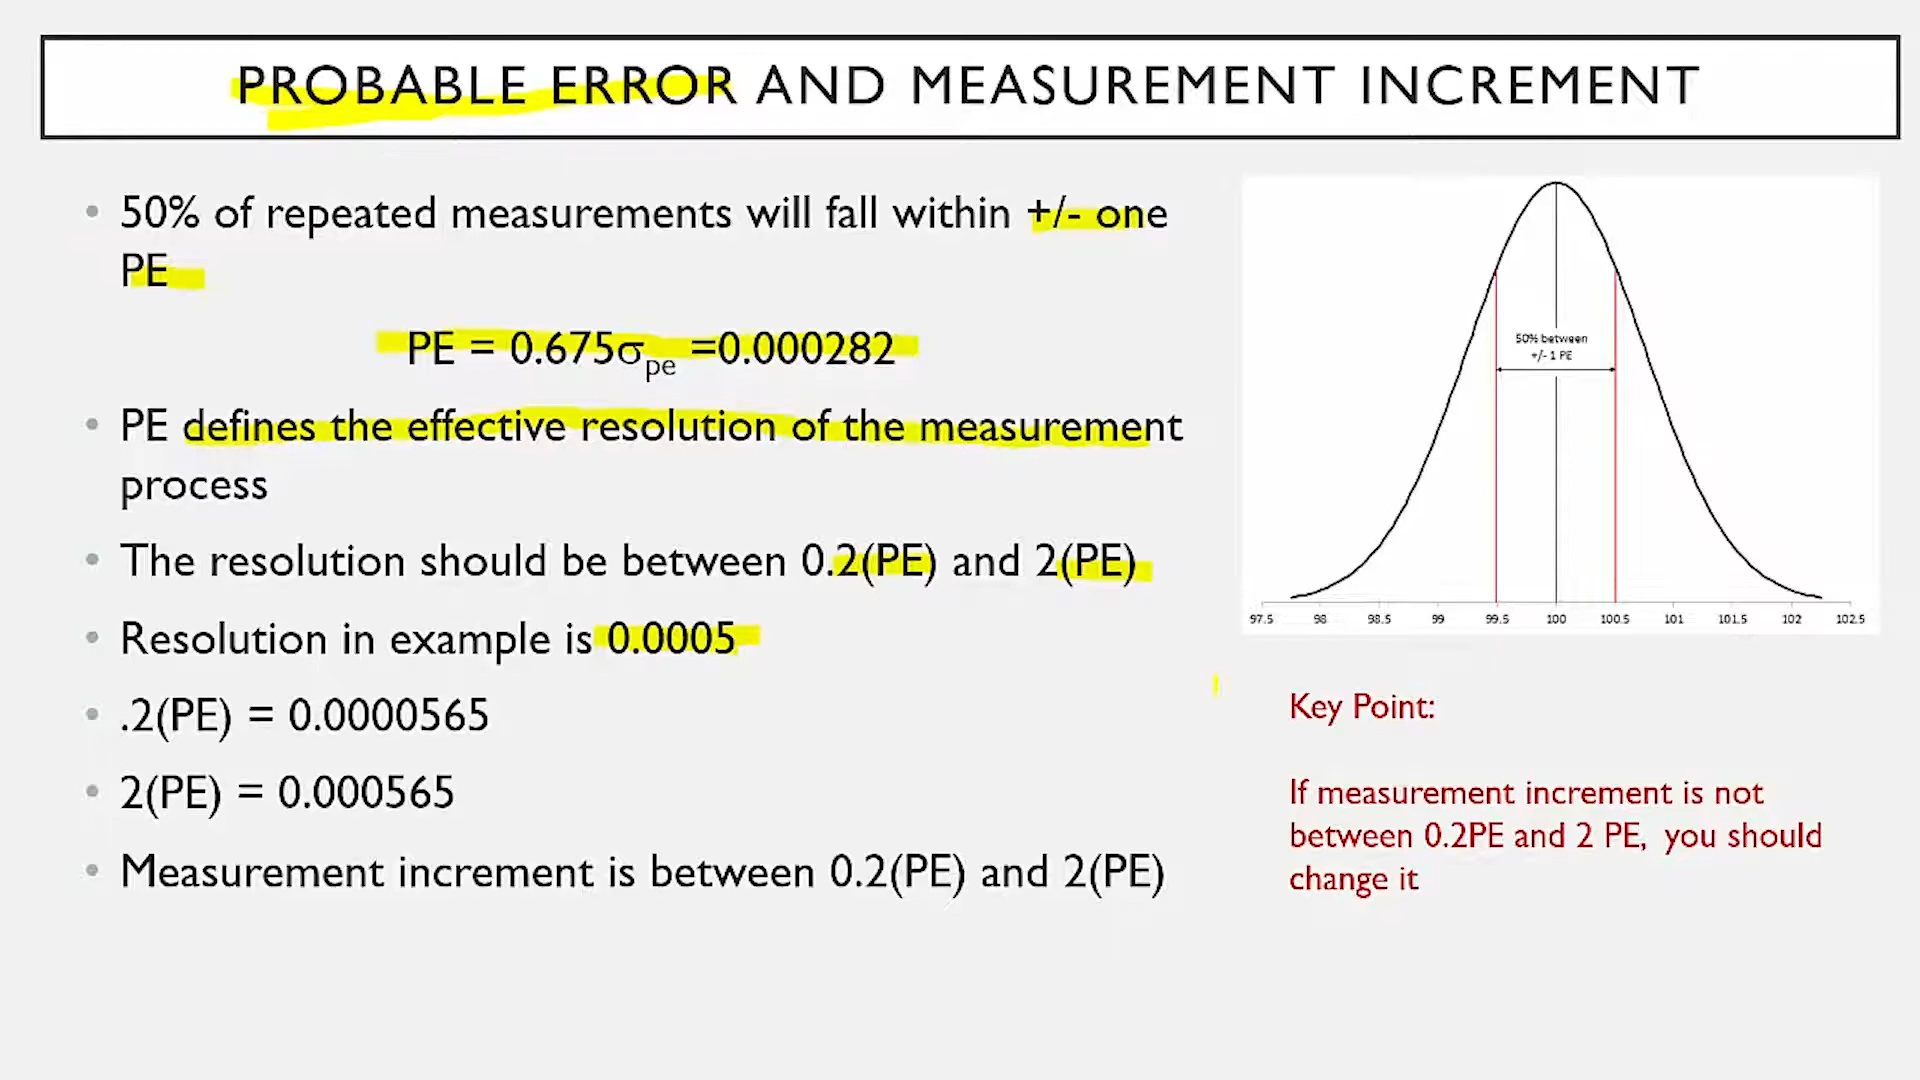 PROBABLE ERROR AND MEASUREMENT INCREMENT
• 50% of repeated measurements will fall within +/- one
PE
PE = 0.675σpe =0.000282
• PE defines the effective resolution of the measurement
process
• The resolution should be between 0.2(PE) and 2(PE)
• Resolution in example is 0.0005
• .2(PE) = 0.0000565
• 2(PE) = 0.000565
• Measurement increment is between 0.2(PE) and 2(PE)
50% between
+/- 1 PE
97.5 98 98.5 99 99.5 100 100.5 101 101.5 102 102.5
Key Point:
If measurement increment is not
between 0.2PE and 2 PE, you should
change it